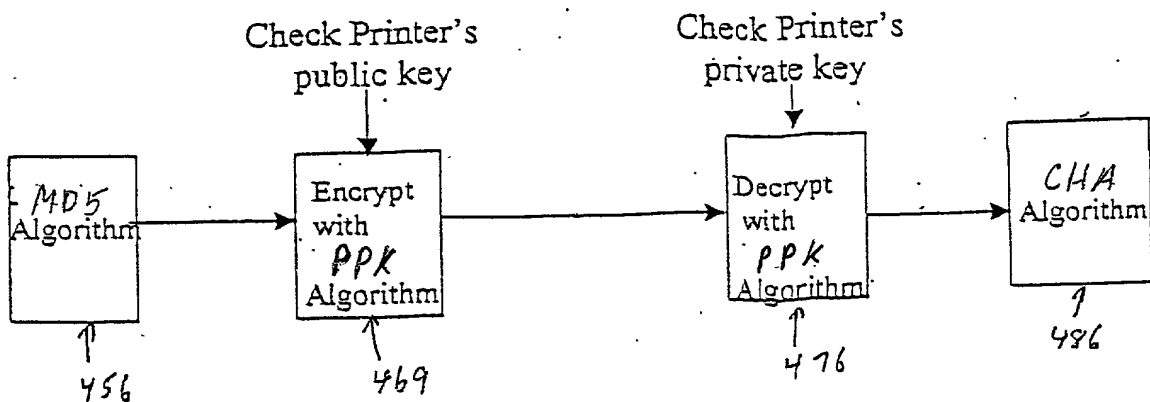 Check Printer's
public key
Check Printer's
private key
MD5
Algorithm
Encrypt
with
PPK
Algorithm
Decrypt
with
PPK
Algorithm
CHA
Algorithm
456
469
476
486